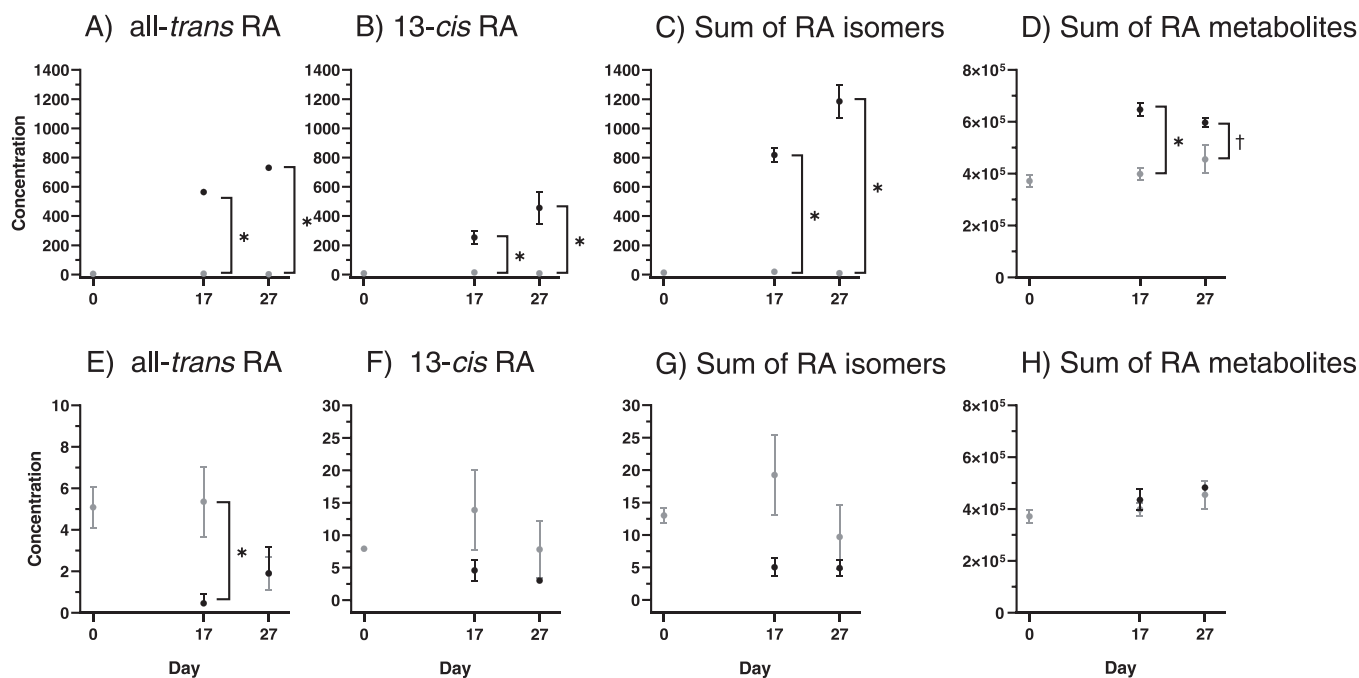 A) all-trans RA
B) 13-cis RA
C) Sum of RA isomers
D) Sum of RA metabolites
Concentration
1400
1200
1000
800
600
400
200
0
0 17 27
*
*
1400
1200
1000
800
600
400
200
0
0 17 27
*
*
1400
1200
1000
800
600
400
200
0
0 17 27
*
*
8×10⁵
6×10⁵
4×10⁵
2×10⁵
0
0 17 27
*
†
E) all-trans RA
F) 13-cis RA
G) Sum of RA isomers
H) Sum of RA metabolites
Concentration
10
8
6
4
2
0
0 17 27
*
Day
30
25
20
15
10
5
0
0 17 27
Day
30
25
20
15
10
5
0
0 17 27
Day
8×10⁵
6×10⁵
4×10⁵
2×10⁵
0
0 17 27
Day